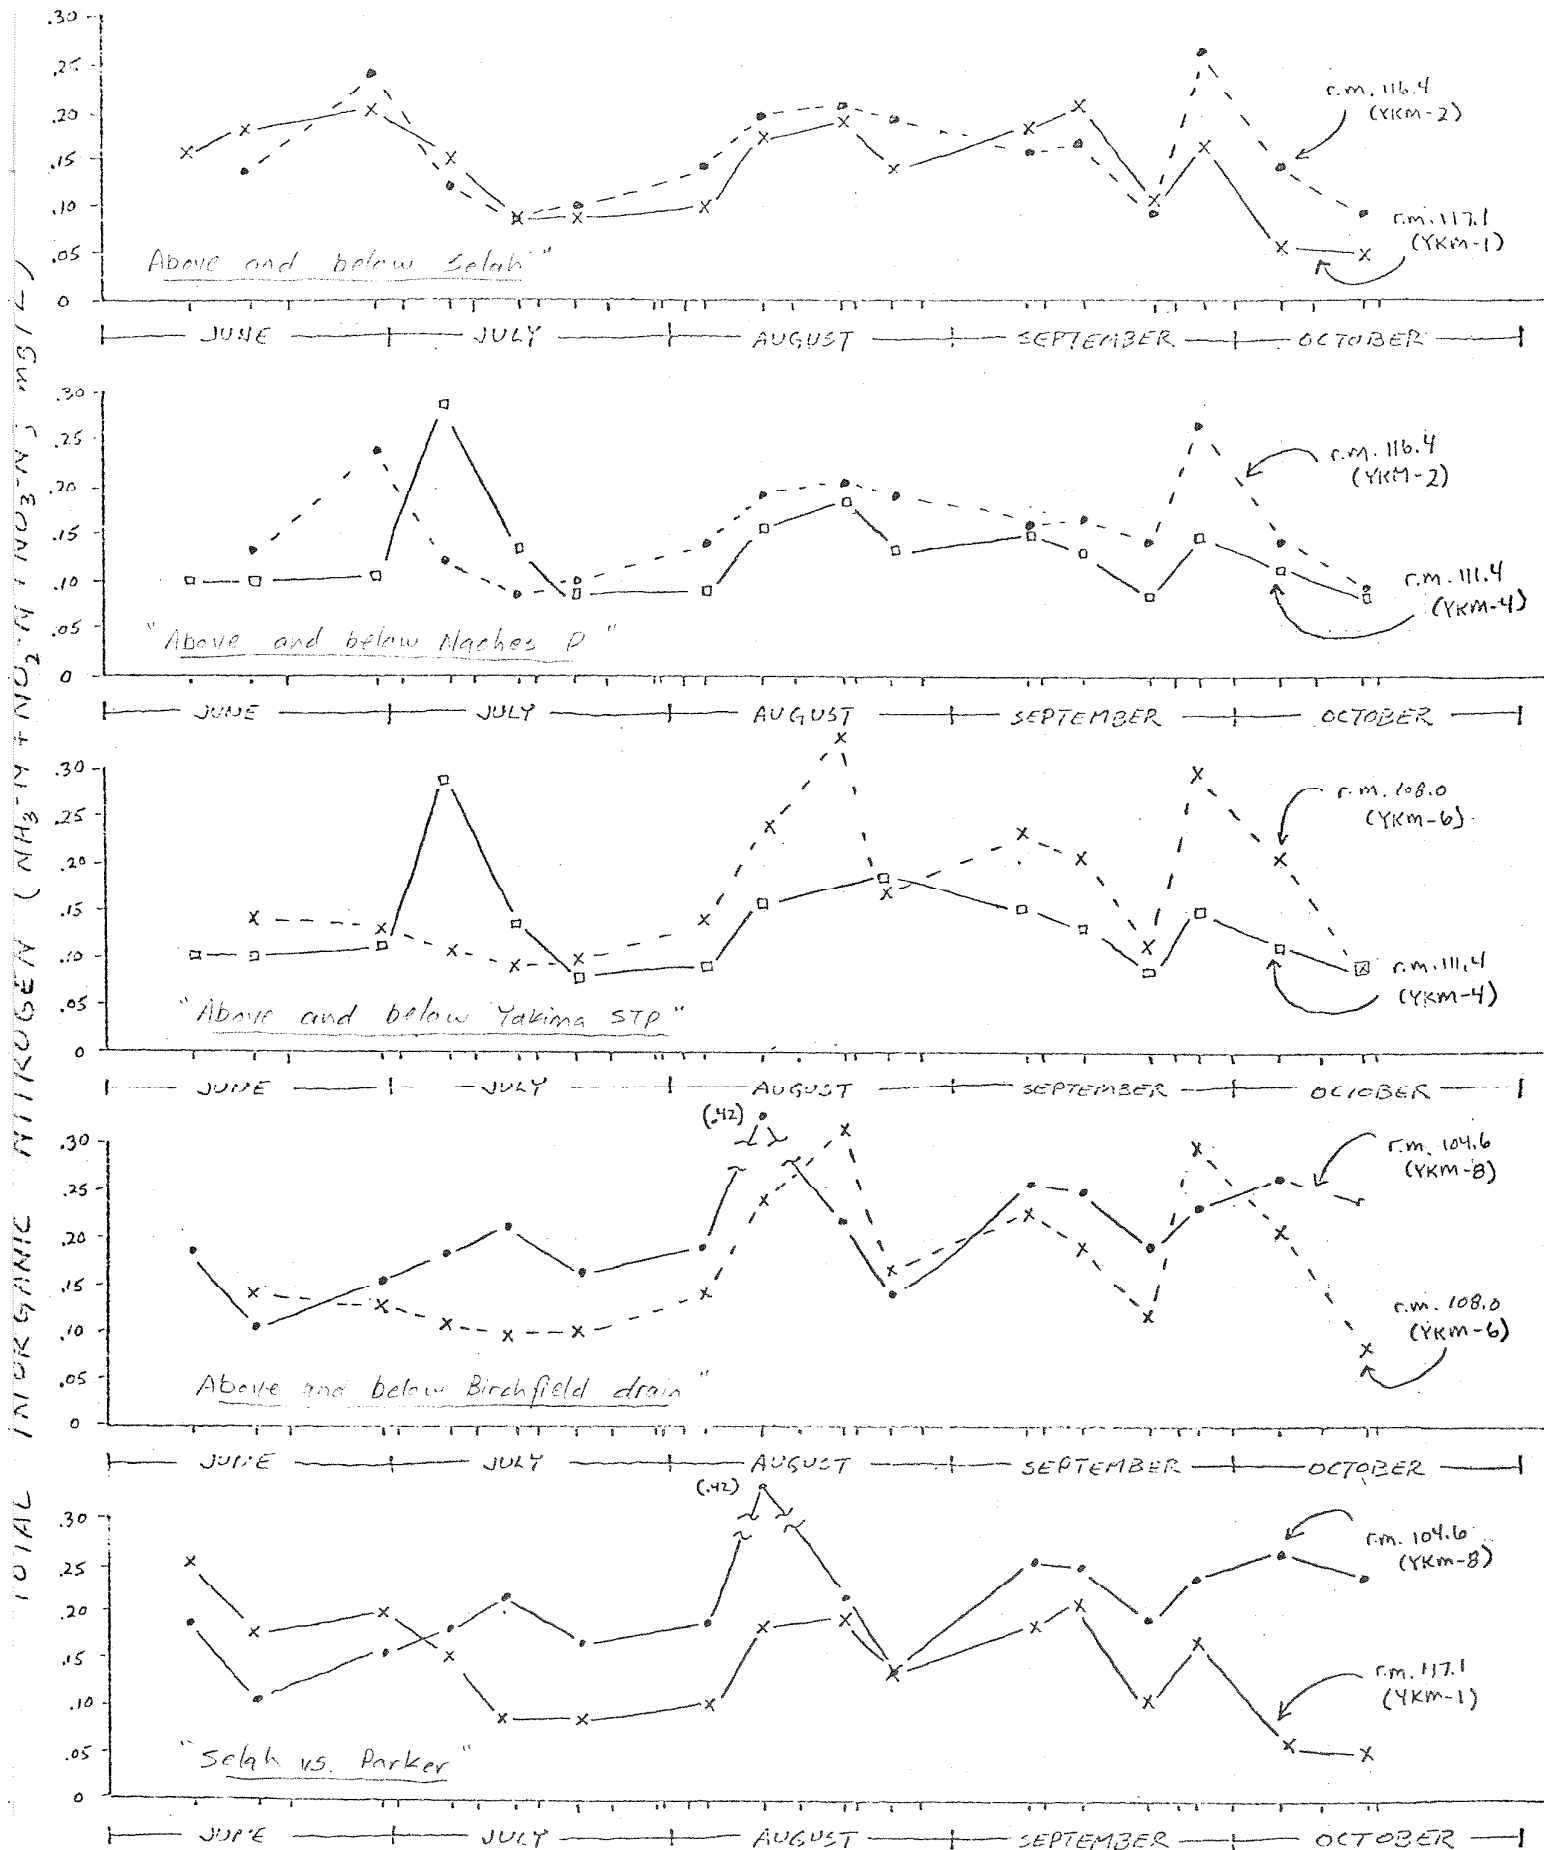 TOTAL INORGANIC NITROGEN (NH3-N + NO2-N + NO3-N, mg/L)
.30
.25
.20
.15
.10
.05
0
r.m. 116.4
(YKM-2)
r.m. 117.1
(YKM-1)
Above and below Selah"
JUNE JULY AUGUST SEPTEMBER OCTOBER
.30
.25
.20
.15
.10
.05
0
r.m. 116.4
(YKM-2)
r.m. 111.4
(YKM-4)
"Above and below Naches R"
JUNE JULY AUGUST SEPTEMBER OCTOBER
.30
.25
.20
.15
.10
.05
0
r.m. 108.0
(YKM-6)
r.m. 111.4
(YKM-4)
"Above and below Yakima STP"
JUNE JULY AUGUST SEPTEMBER OCTOBER
(.42)
.30
.25
.20
.15
.10
.05
0
r.m. 104.6
(YKM-8)
r.m. 108.0
(YKM-6)
Above and below Birchfield drain"
JUNE JULY AUGUST SEPTEMBER OCTOBER
(.42)
.30
.25
.20
.15
.10
.05
0
r.m. 104.6
(YKM-8)
r.m. 117.1
(YKM-1)
"Selah vs. Parker"
JUNE JULY AUGUST SEPTEMBER OCTOBER